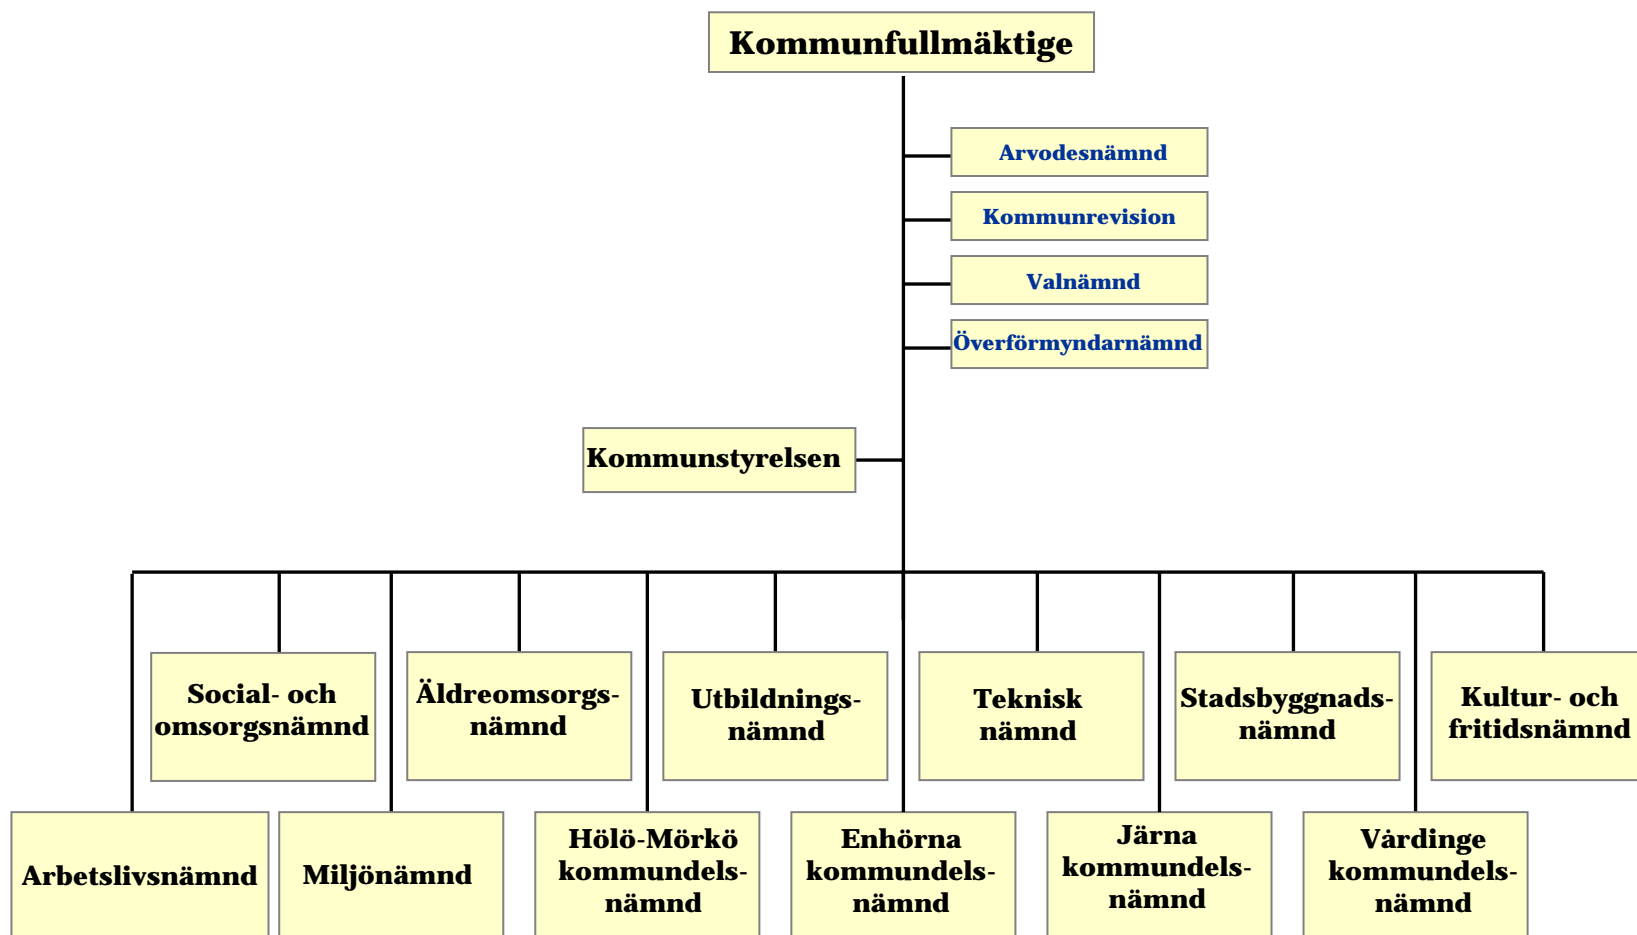 Kommunfullmäktige
Arvodesnämnd
Kommunrevision
Valnämnd
Överförmyndarnämnd
Kommunstyrelsen
Social- och
omsorgsnämnd
Äldreomsorgs-
nämnd
Utbildnings-
nämnd
Teknisk
nämnd
Stadsbyggnads-
nämnd
Kultur- och
fritidsnämnd
Arbetslivsnämnd
Miljönämnd
Hölö-Mörkö
kommundels-
nämnd
Enhörna
kommundels-
nämnd
Järna
kommundels-
nämnd
Vårdinge
kommundels-
nämnd